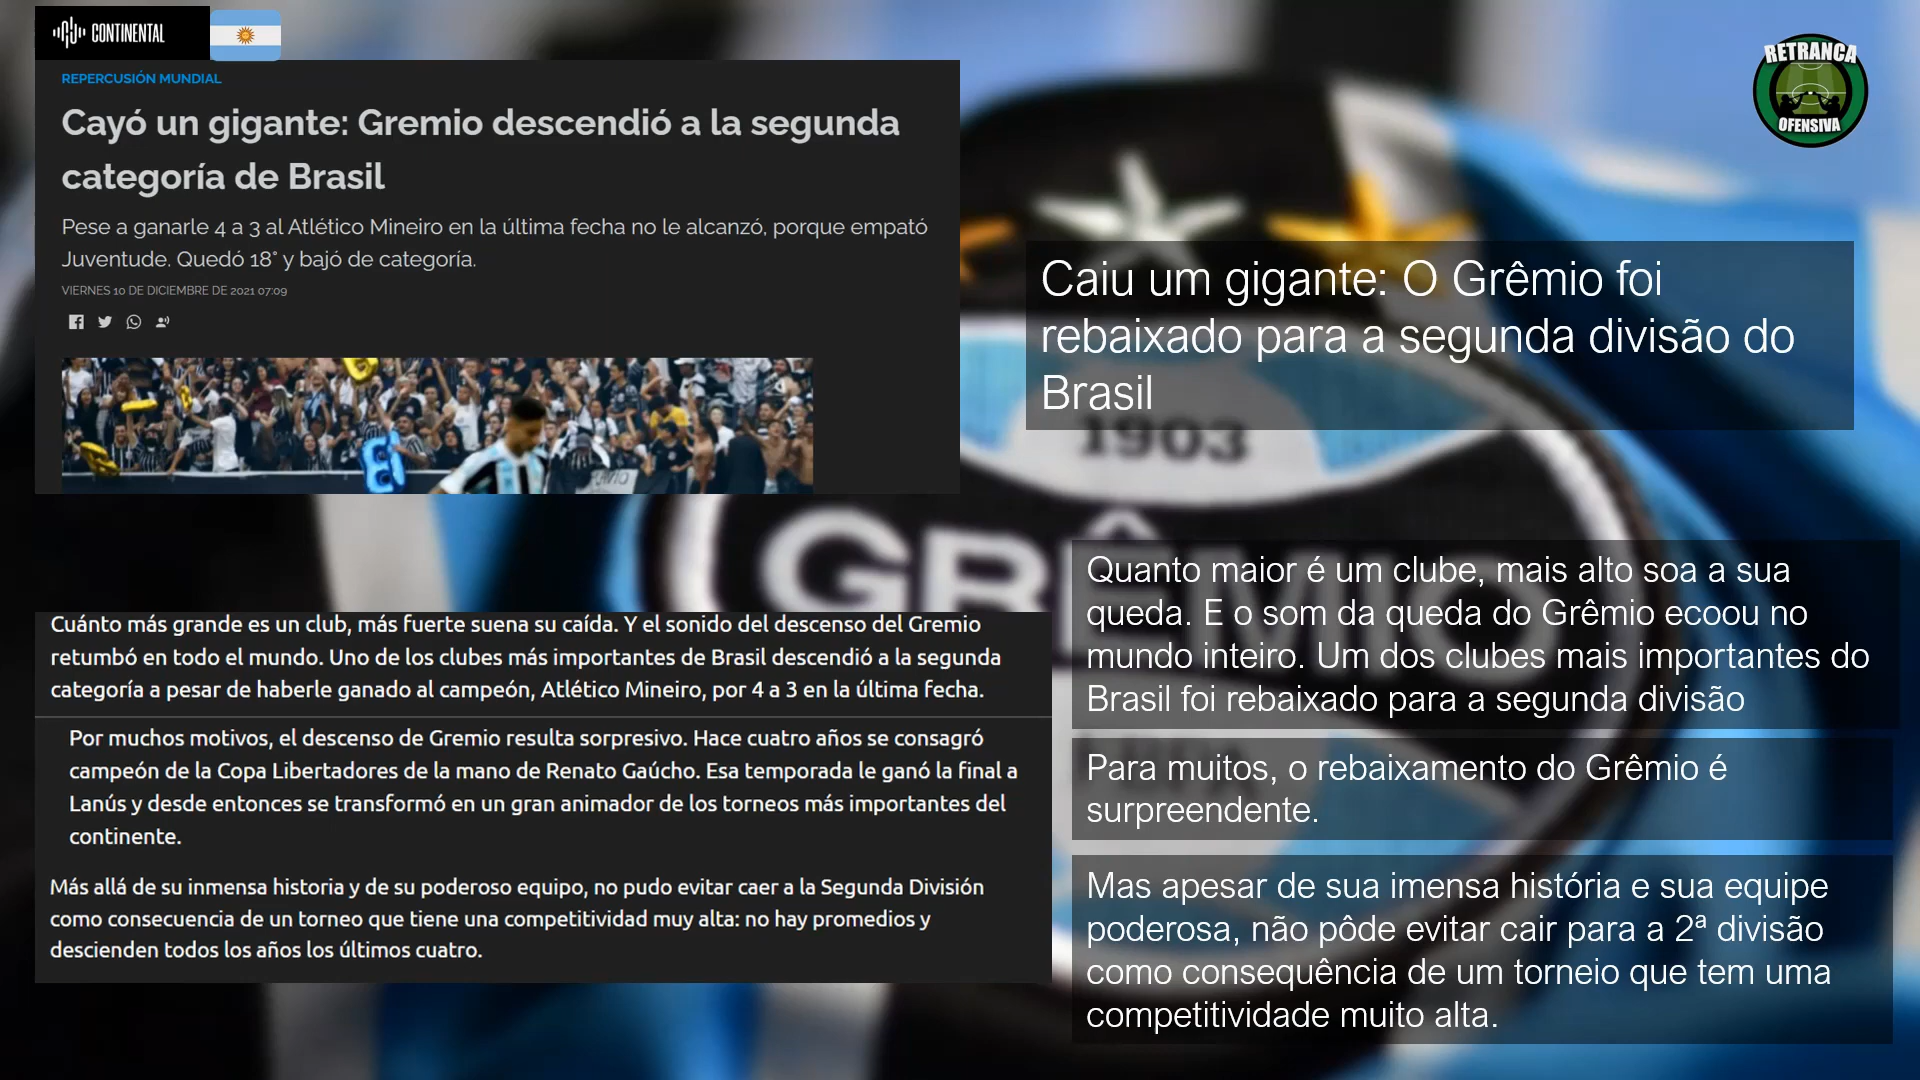 CONTINENTAL
REPERCUSIÓN MUNDIAL
Cayó un gigante: Gremio descendió a la segunda
categoría de Brasil
Pese a ganarle 4 a 3 al Atlético Mineiro en la última fecha no le alcanzó, porque empató
Juventude. Quedó 18° y bajó de categoría.
VIERNES 10 DE DICIEMBRE DE 2021 07:09
RETRANCA
OFENSIVA
Caiu um gigante: O Grêmio foi
rebaixado para a segunda divisão do
Brasil
1903
GRÊMIO
Cuánto más grande es un club, más fuerte suena su caída. Y el sonido del descenso del Gremio
retumbó en todo el mundo. Uno de los clubes más importantes de Brasil descendió a la segunda
categoría a pesar de haberle ganado al campeón, Atlético Mineiro, por 4 a 3 en la última fecha.
Por muchos motivos, el descenso de Gremio resulta sorpresivo. Hace cuatro años se consagró
campeón de la Copa Libertadores de la mano de Renato Gaúcho. Esa temporada le ganó la final a
Lanús y desde entonces se transformó en un gran animador de los torneos más importantes del
continente.
Más allá de su inmensa historia y de su poderoso equipo, no pudo evitar caer a la Segunda División
como consecuencia de un torneo que tiene una competitividad muy alta: no hay promedios y
descienden todos los años los últimos cuatro.
Quanto maior é um clube, mais alto soa a sua
queda. E o som da queda do Grêmio ecoou no
mundo inteiro. Um dos clubes mais importantes do
Brasil foi rebaixado para a segunda divisão
Para muitos, o rebaixamento do Grêmio é
surpreendente.
Mas apesar de sua imensa história e sua equipe
poderosa, não pôde evitar cair para a 2ª divisão
como consequência de um torneio que tem uma
competitividade muito alta.